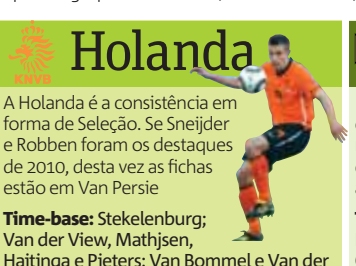 KNVB
Holanda
A Holanda é a consistência em
forma de Seleção. Se Sneijder
e Robben foram os destaques
de 2010, desta vez as fichas
estão em Van Persie
Time-base: Stekelenburg;
Van der View, Mathjsen,
Haitinga e Pieters; Van Bommel e Van der